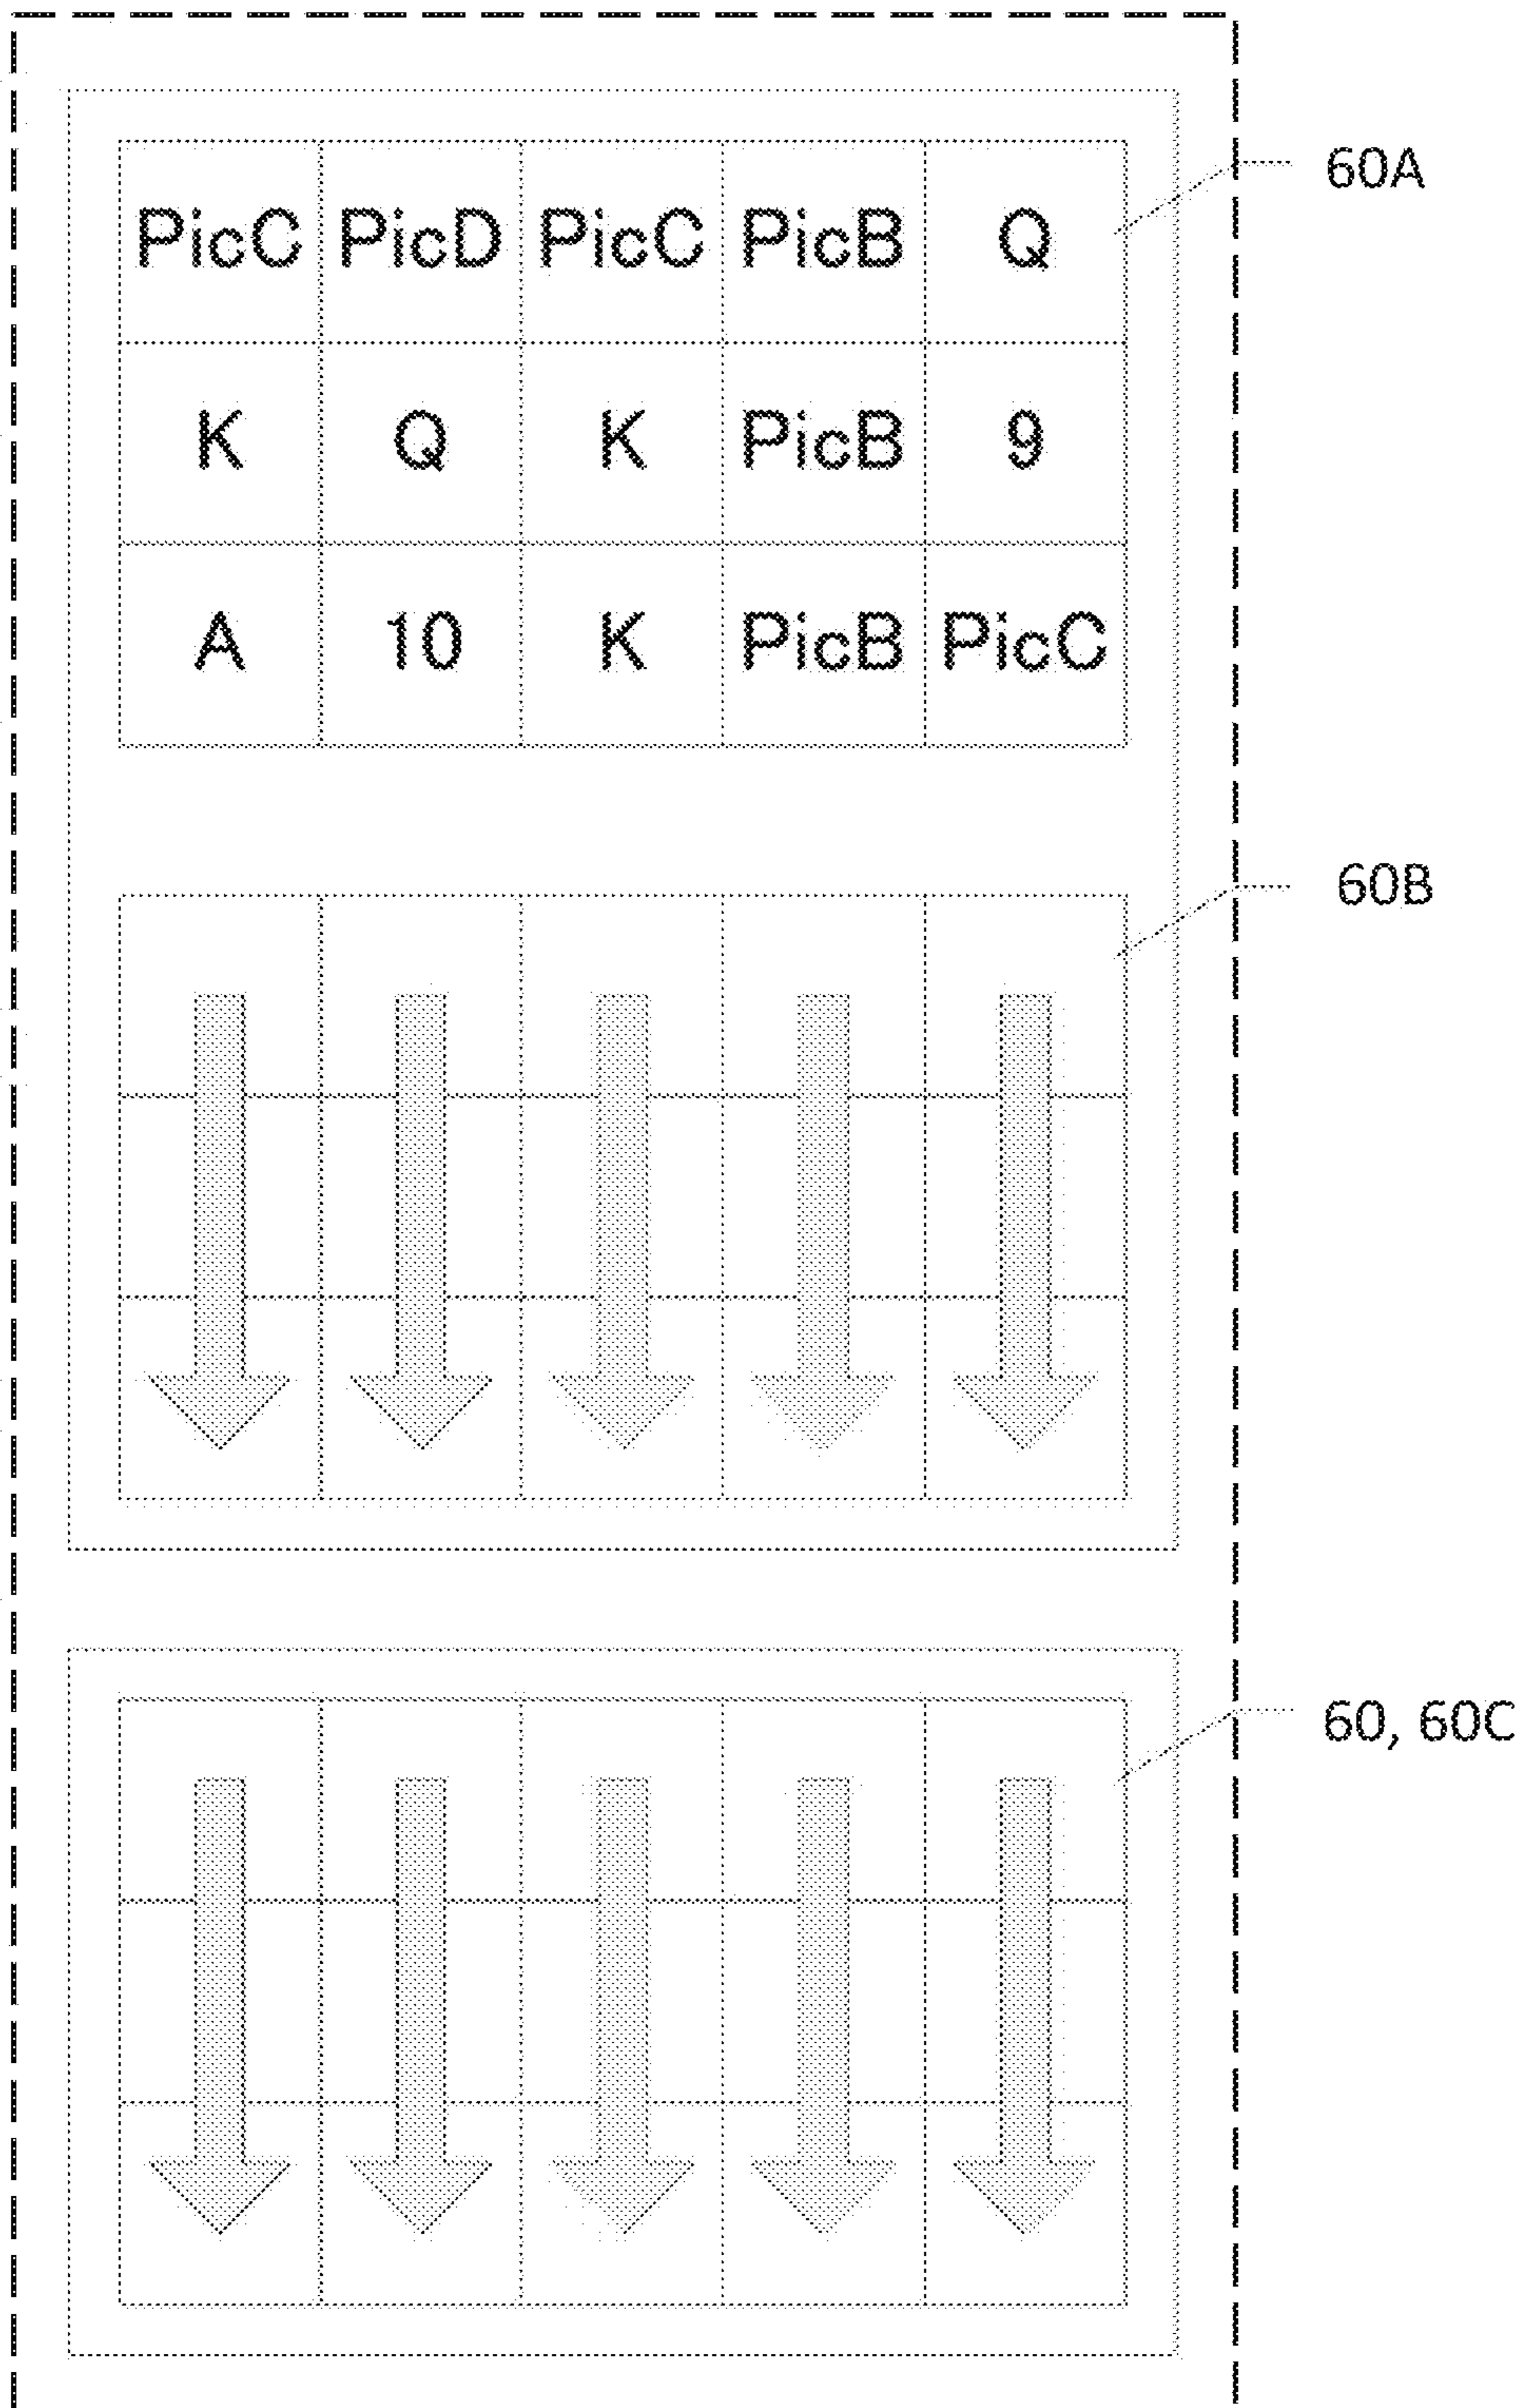 60A
PicC PicD PicC PicB Q
K Q K PicB 9
A 10 K PicB PicC
60B
60, 60C